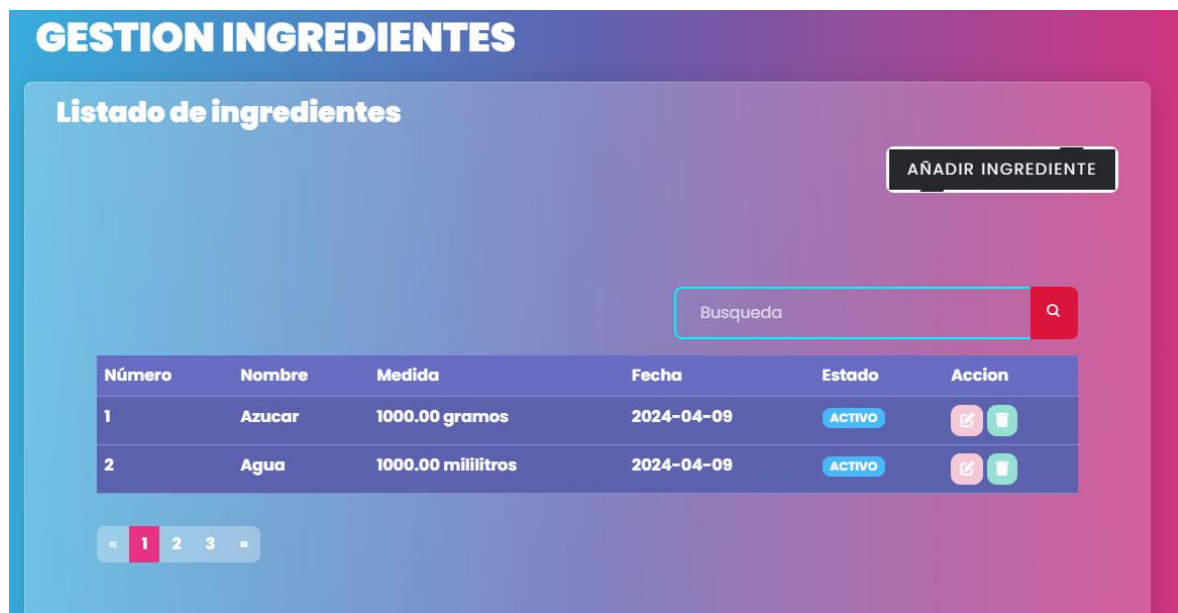 GESTION INGREDIENTES
Listado de ingredientes
AÑADIR INGREDIENTE
Busqueda
Número Nombre Medida Fecha Estado Accion
1 Azucar 1000.00 gramos 2024-04-09 ACTIVO
2 Agua 1000.00 mililitros 2024-04-09 ACTIVO
« 1 2 3 »